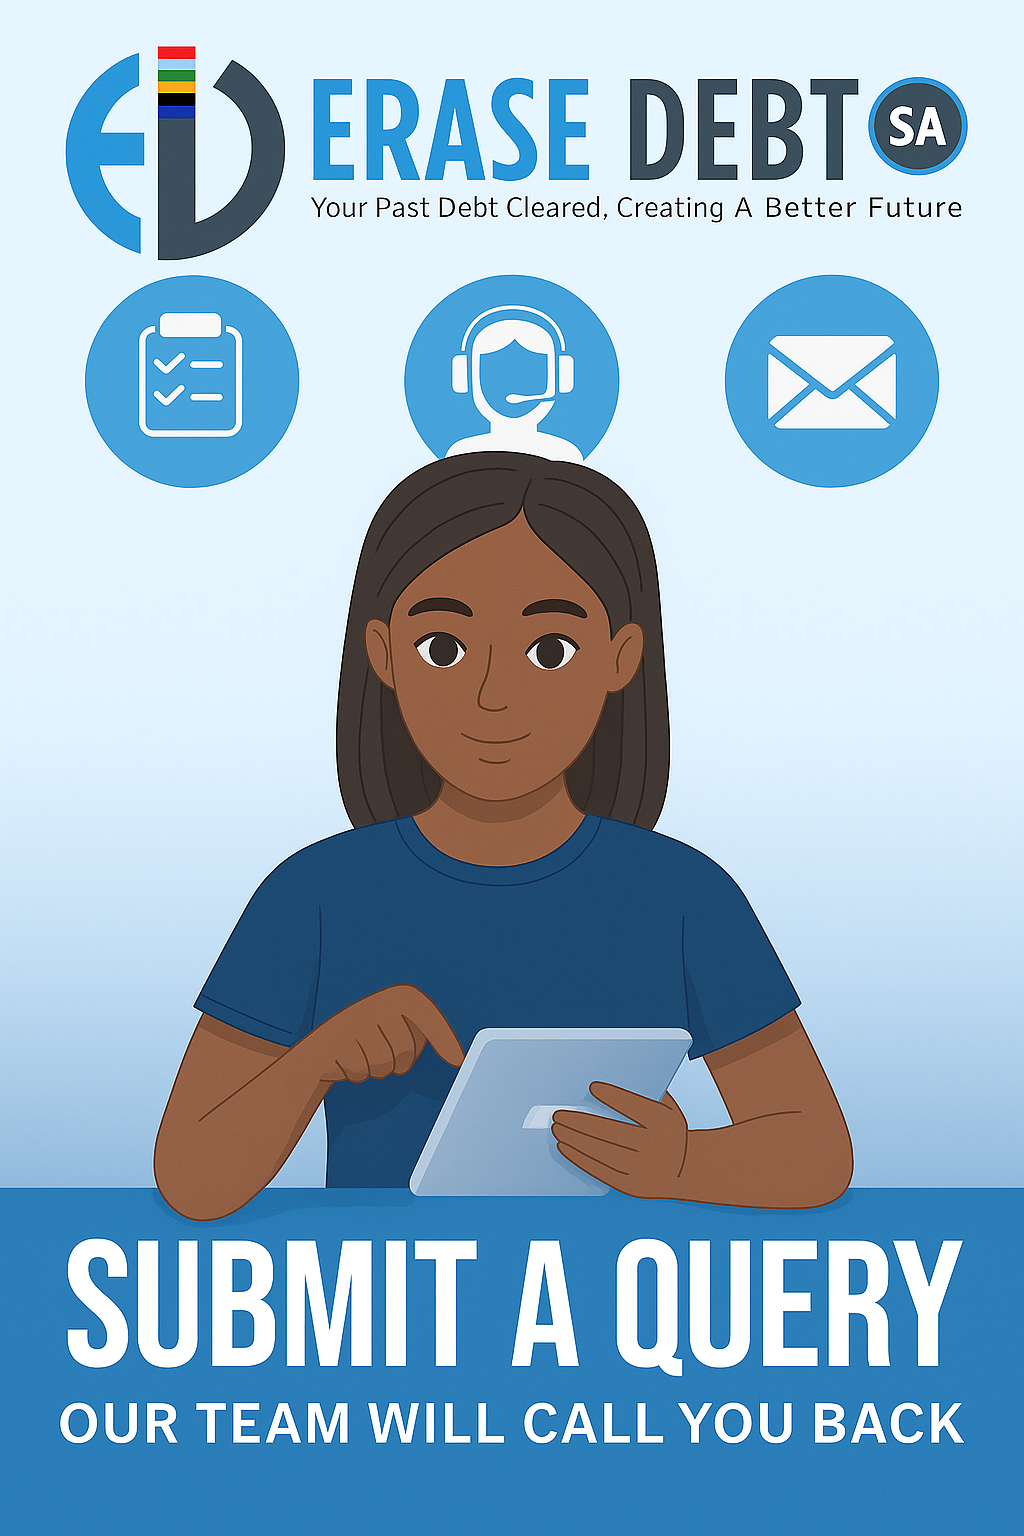 ERASE DEBT SA
Your Past Debt Cleared, Creating A Better Future
SUBMIT A QUERY
OUR TEAM WILL CALL YOU BACK